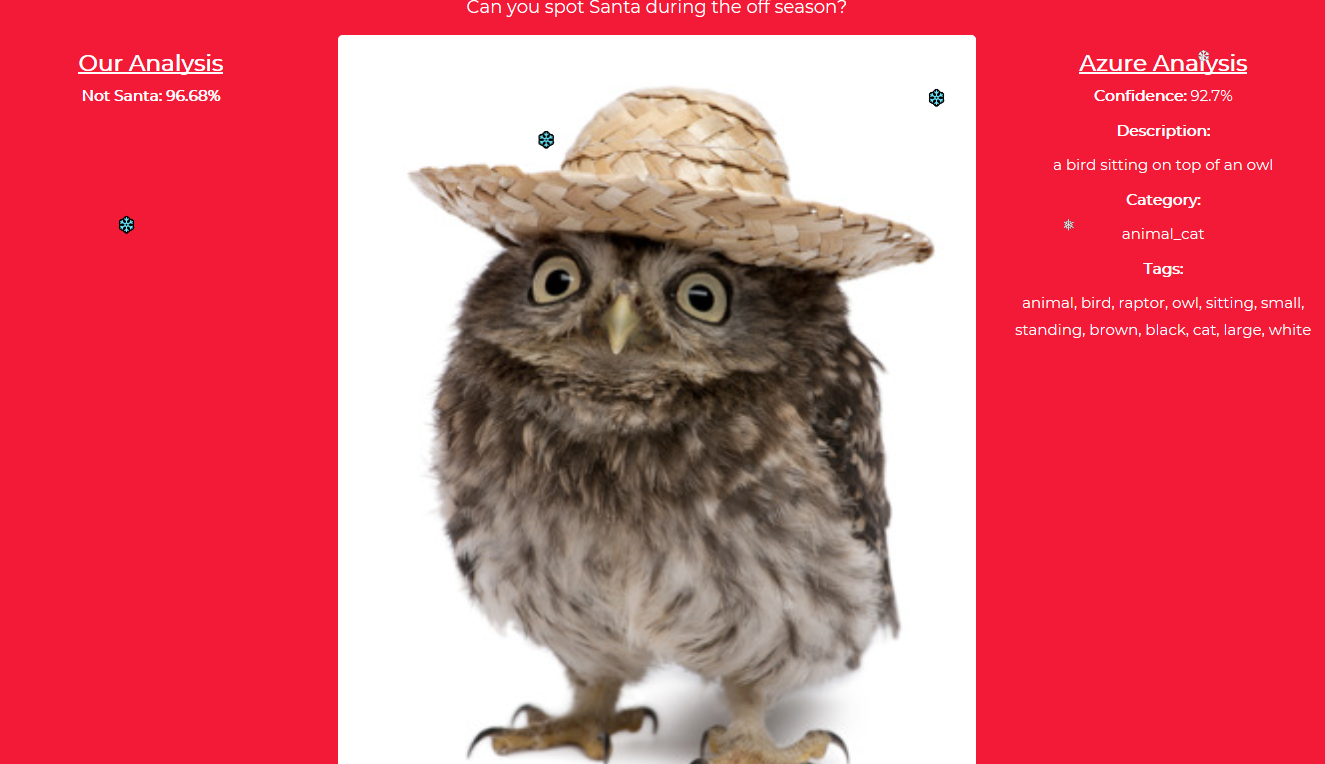 Can you spot Santa during the off season?
Our Analysis
Not Santa: 96.68%
Azure Analysis
Confidence: 92.7%
Description:
a bird sitting on top of an owl
Category:
animal_cat
Tags:
animal, bird, raptor, owl, sitting, small,
standing, brown, black, cat, large, white